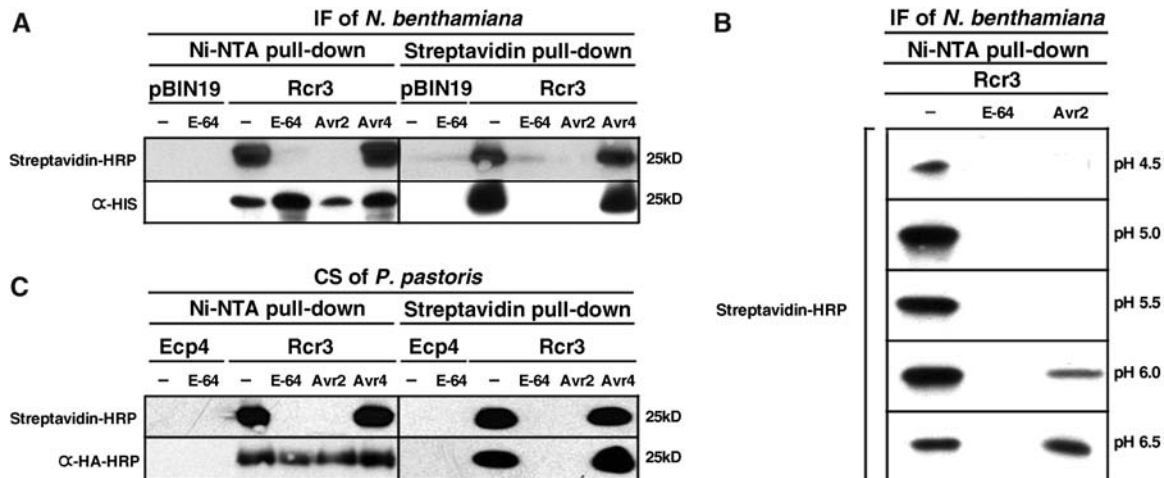 A
IF of N. benthamiana
Ni-NTA pull-down Streptavidin pull-down
pBIN19 Rcr3 pBIN19 Rcr3
– E-64 – E-64 Avr2 Avr4 – E-64 – E-64 Avr2 Avr4
Streptavidin-HRP 25kD
α-HIS 25kD
C
CS of P. pastoris
Ni-NTA pull-down Streptavidin pull-down
Ecp4 Rcr3 Ecp4 Rcr3
– E-64 – E-64 Avr2 Avr4 – E-64 – E-64 Avr2 Avr4
Streptavidin-HRP 25kD
α-HA-HRP 25kD
B
IF of N. benthamiana
Ni-NTA pull-down
Rcr3
– E-64 Avr2
pH 4.5
pH 5.0
Streptavidin-HRP pH 5.5
pH 6.0
pH 6.5